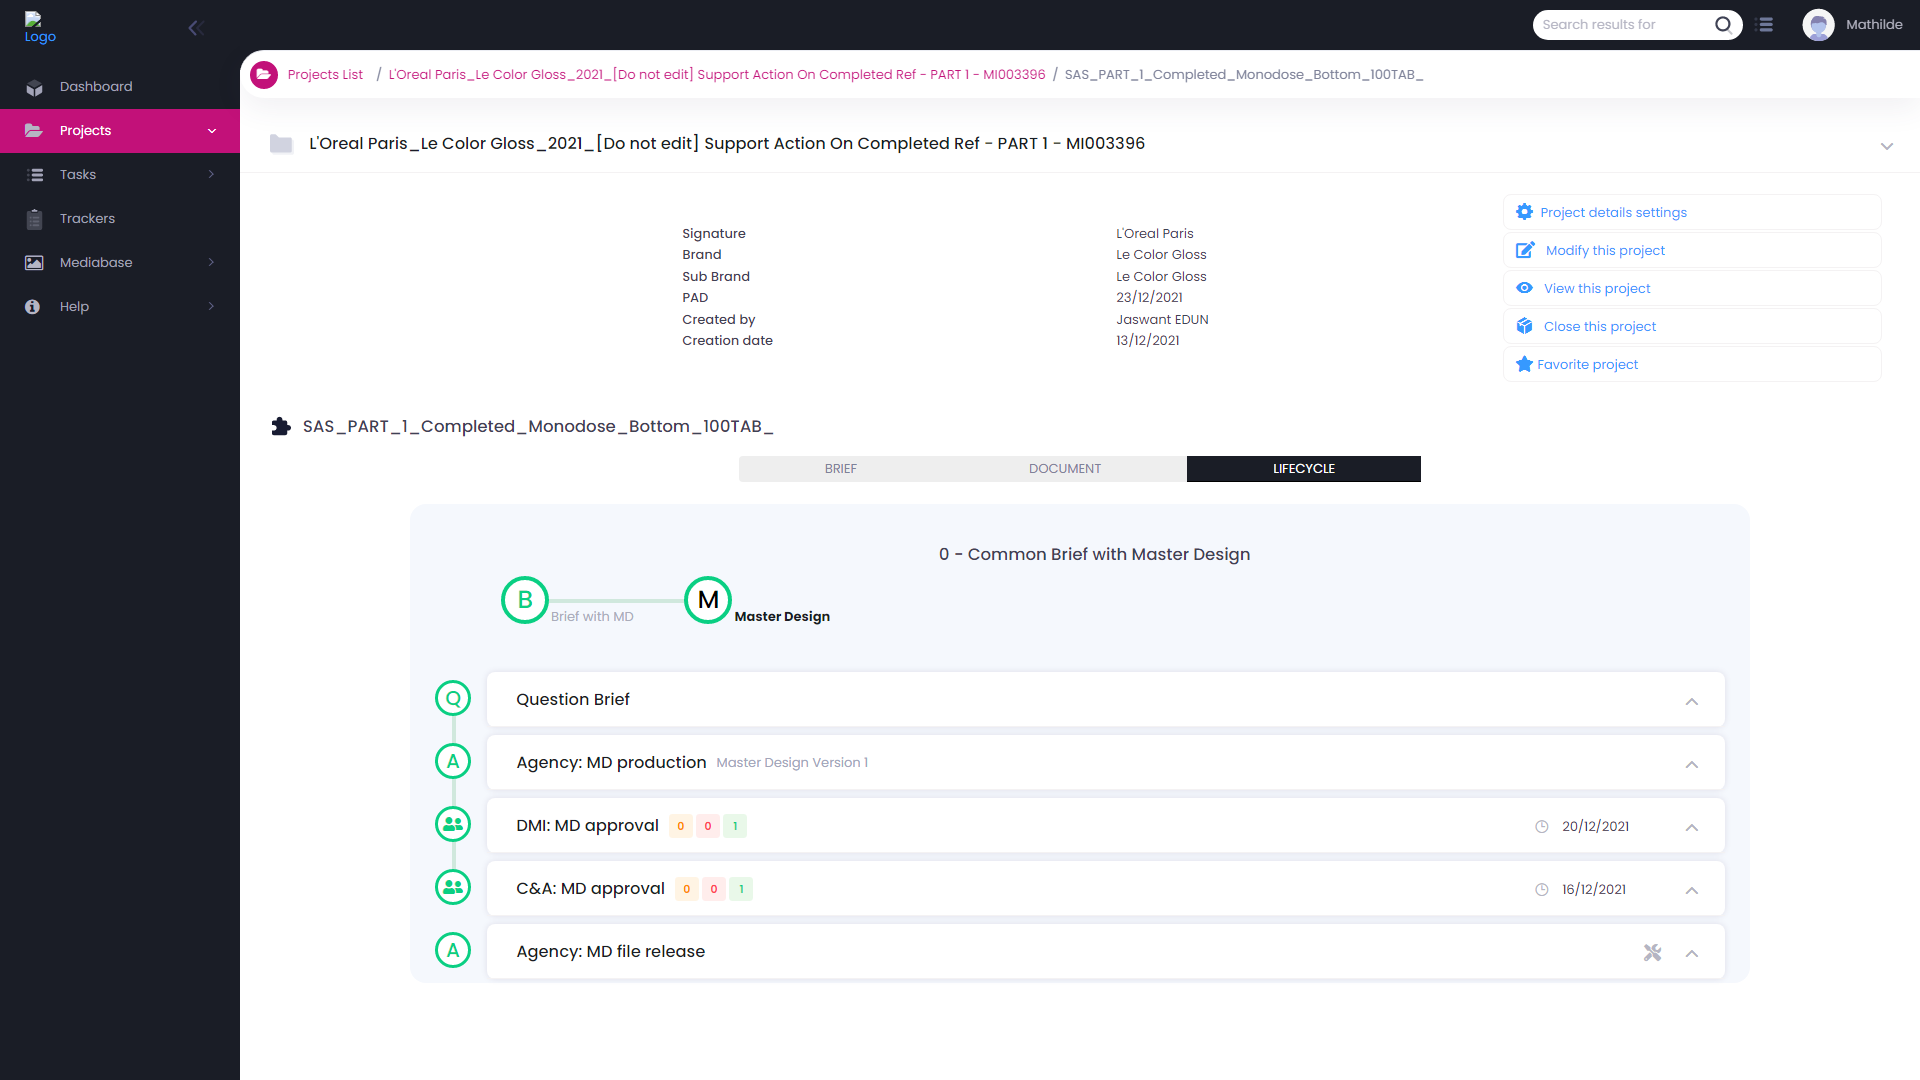 Logo
Search results for
Mathilde
Dashboard
Projects
Tasks
Trackers
Mediabase
Help
Projects List / L'Oreal Paris_Le Color Gloss_2021_[Do not edit] Support Action On Completed Ref - PART 1 - MI003396 / SAS_PART_1_Completed_Monodose_Bottom_100TAB_
L'Oreal Paris_Le Color Gloss_2021_[Do not edit] Support Action On Completed Ref - PART 1 - MI003396
Signature L'Oreal Paris
Brand Le Color Gloss
Sub Brand Le Color Gloss
PAD 23/12/2021
Created by Jaswant EDUN
Creation date 13/12/2021
Project details settings
Modify this project
View this project
Close this project
Favorite project
SAS_PART_1_Completed_Monodose_Bottom_100TAB_
BRIEF DOCUMENT LIFECYCLE
0 - Common Brief with Master Design
B Brief with MD M Master Design
Q Question Brief
A Agency: MD production Master Design Version 1
DMI: MD approval 0 0 1 20/12/2021
C&A: MD approval 0 0 1 16/12/2021
A Agency: MD file release